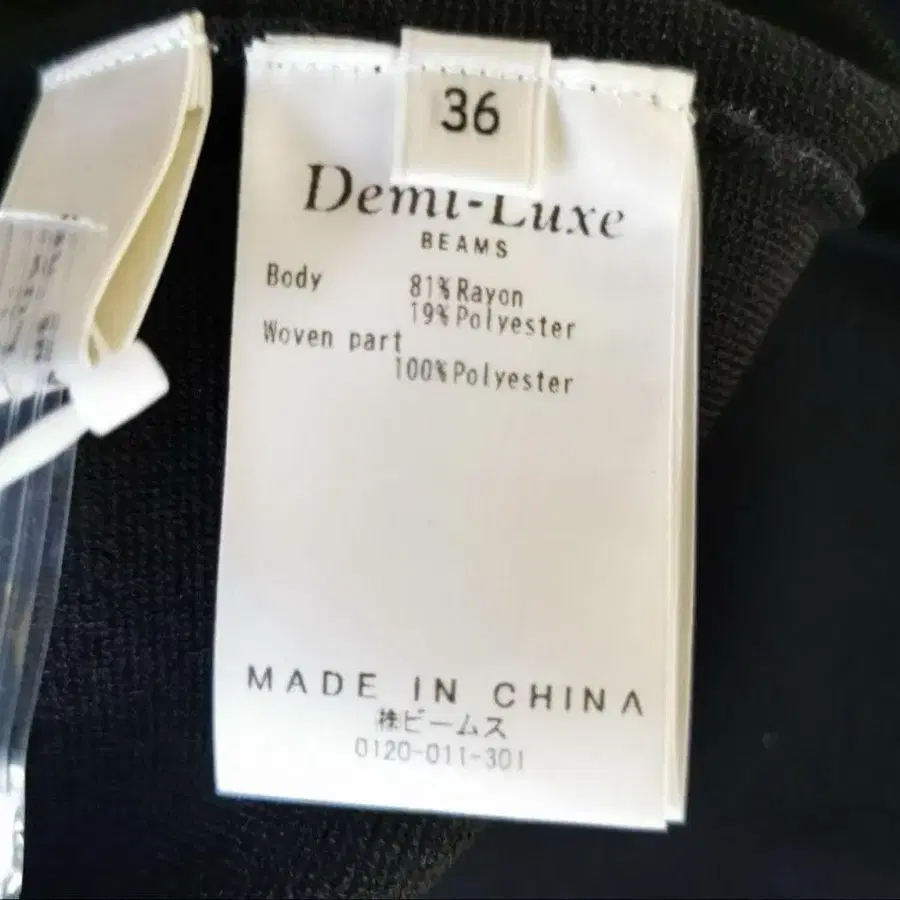 36
Demi-Luxe
BEAMS
Body 81%Rayon
19%Polyester
Woven part
100%Polyester
MADE IN CHINA
㈱ビームス
0120-011-301